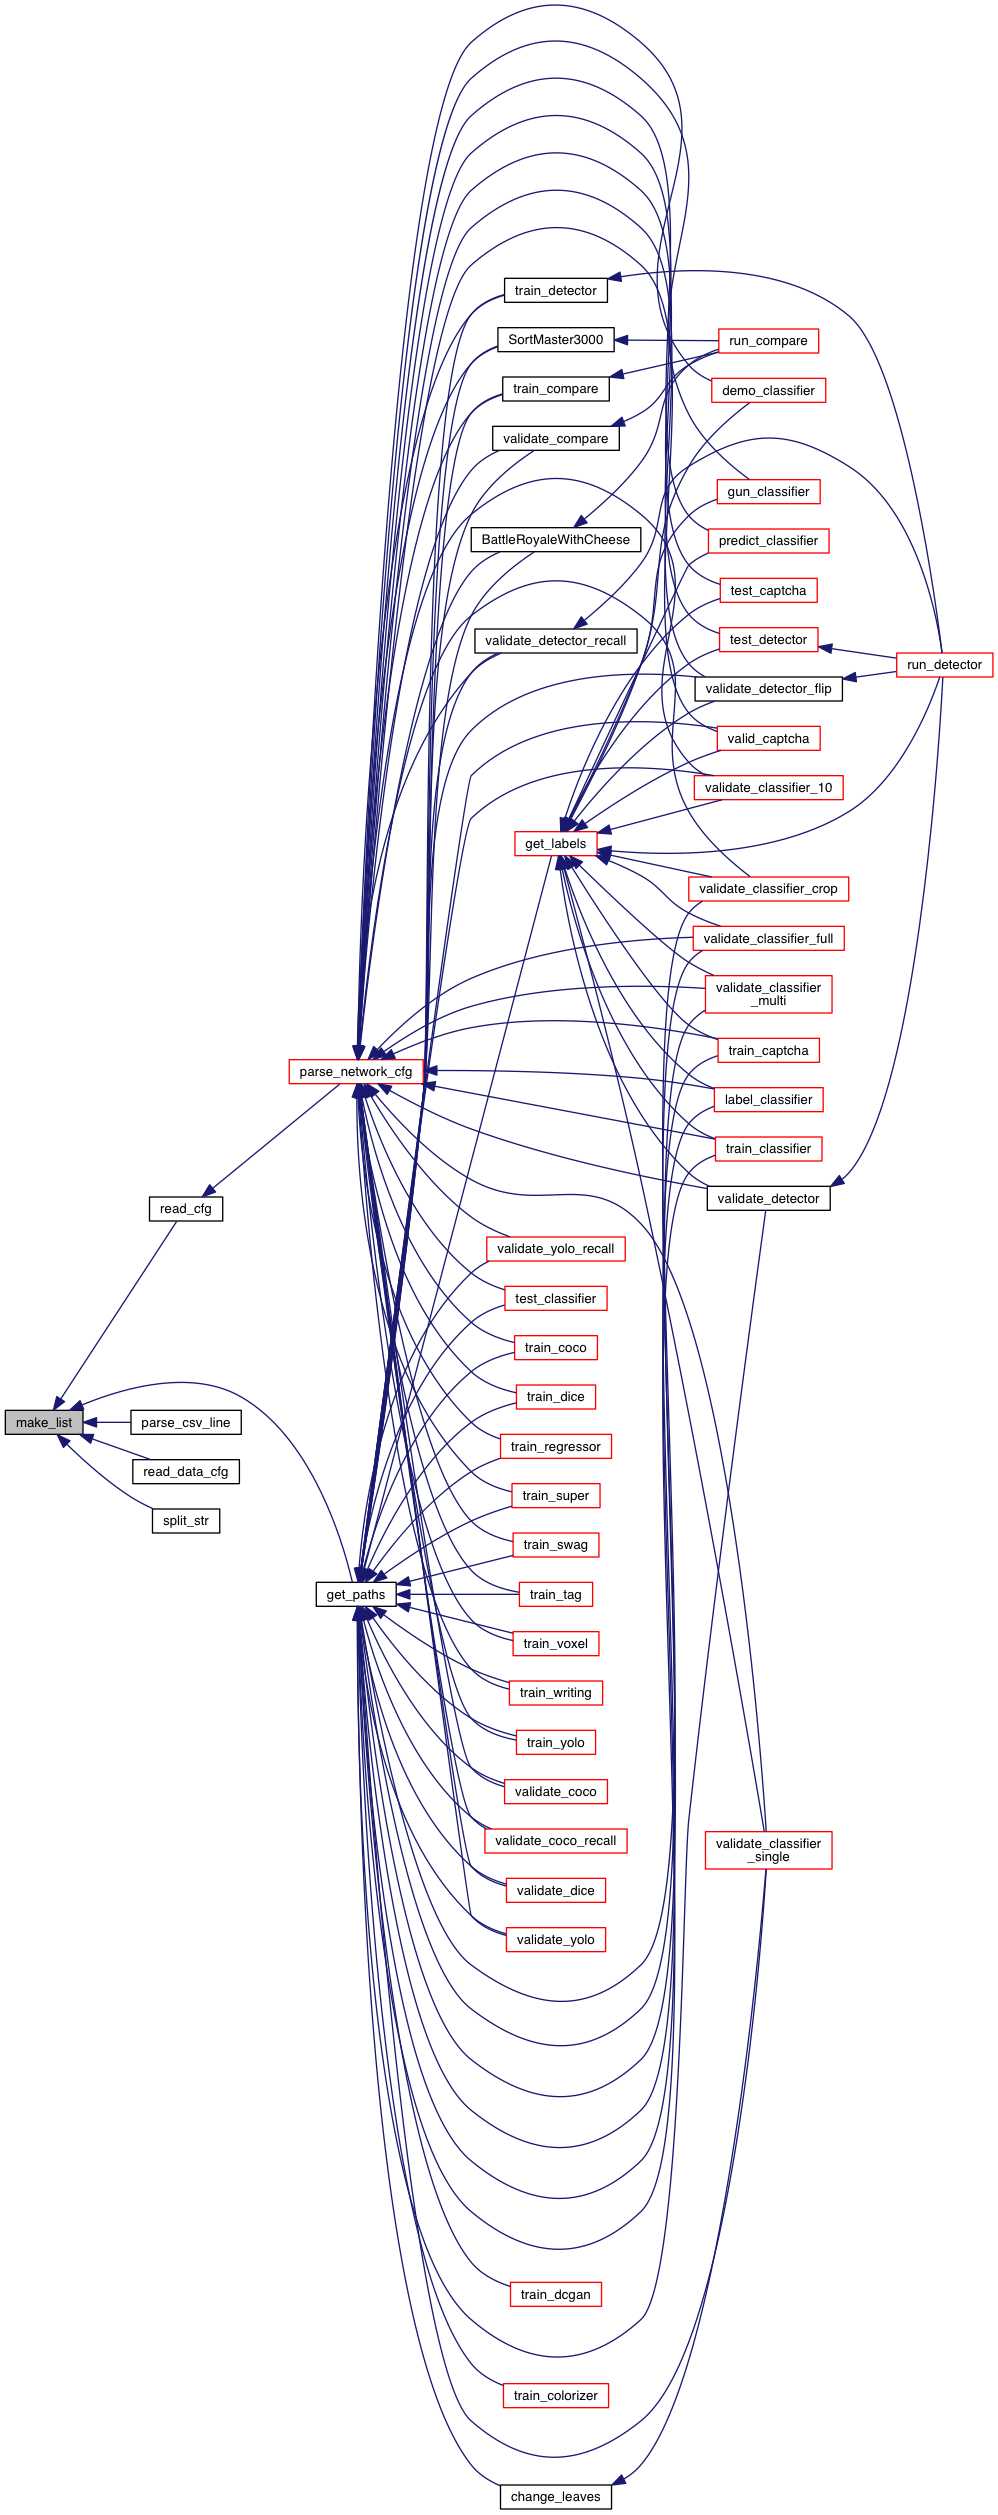 train_detector
SortMaster3000
run_compare
train_compare
demo_classifier
validate_compare
gun_classifier
BattleRoyaleWithCheese
predict_classifier
test_captcha
validate_detector_recall
test_detector
run_detector
validate_detector_flip
valid_captcha
validate_classifier_10
get_labels
validate_classifier_crop
validate_classifier_full
validate_classifier
_multi
train_captcha
parse_network_cfg
label_classifier
train_classifier
validate_detector
read_cfg
validate_yolo_recall
test_classifier
train_coco
train_dice
make_list
parse_csv_line
train_regressor
read_data_cfg
train_super
split_str
train_swag
get_paths
train_tag
train_voxel
train_writing
train_yolo
validate_coco
validate_coco_recall
validate_classifier
_single
validate_dice
validate_yolo
train_dcgan
train_colorizer
change_leaves